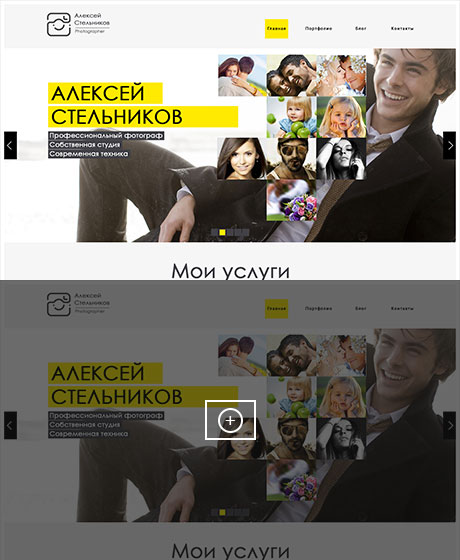 Алексей
Стельников
Photographer
Главная
Портфолио
Блог
Контакты
АЛЕКСЕЙ
СТЕЛЬНИКОВ
Профессиональный фотограф
Собственная студия
Современная техника
Мои услуги
Алексей
Стельников
Photographer
Главная
Портфолио
Блог
Контакты
АЛЕКСЕЙ
СТЕЛЬНИКОВ
Профессиональный фотограф
Собственная студия
Современная техника
Мои услуги